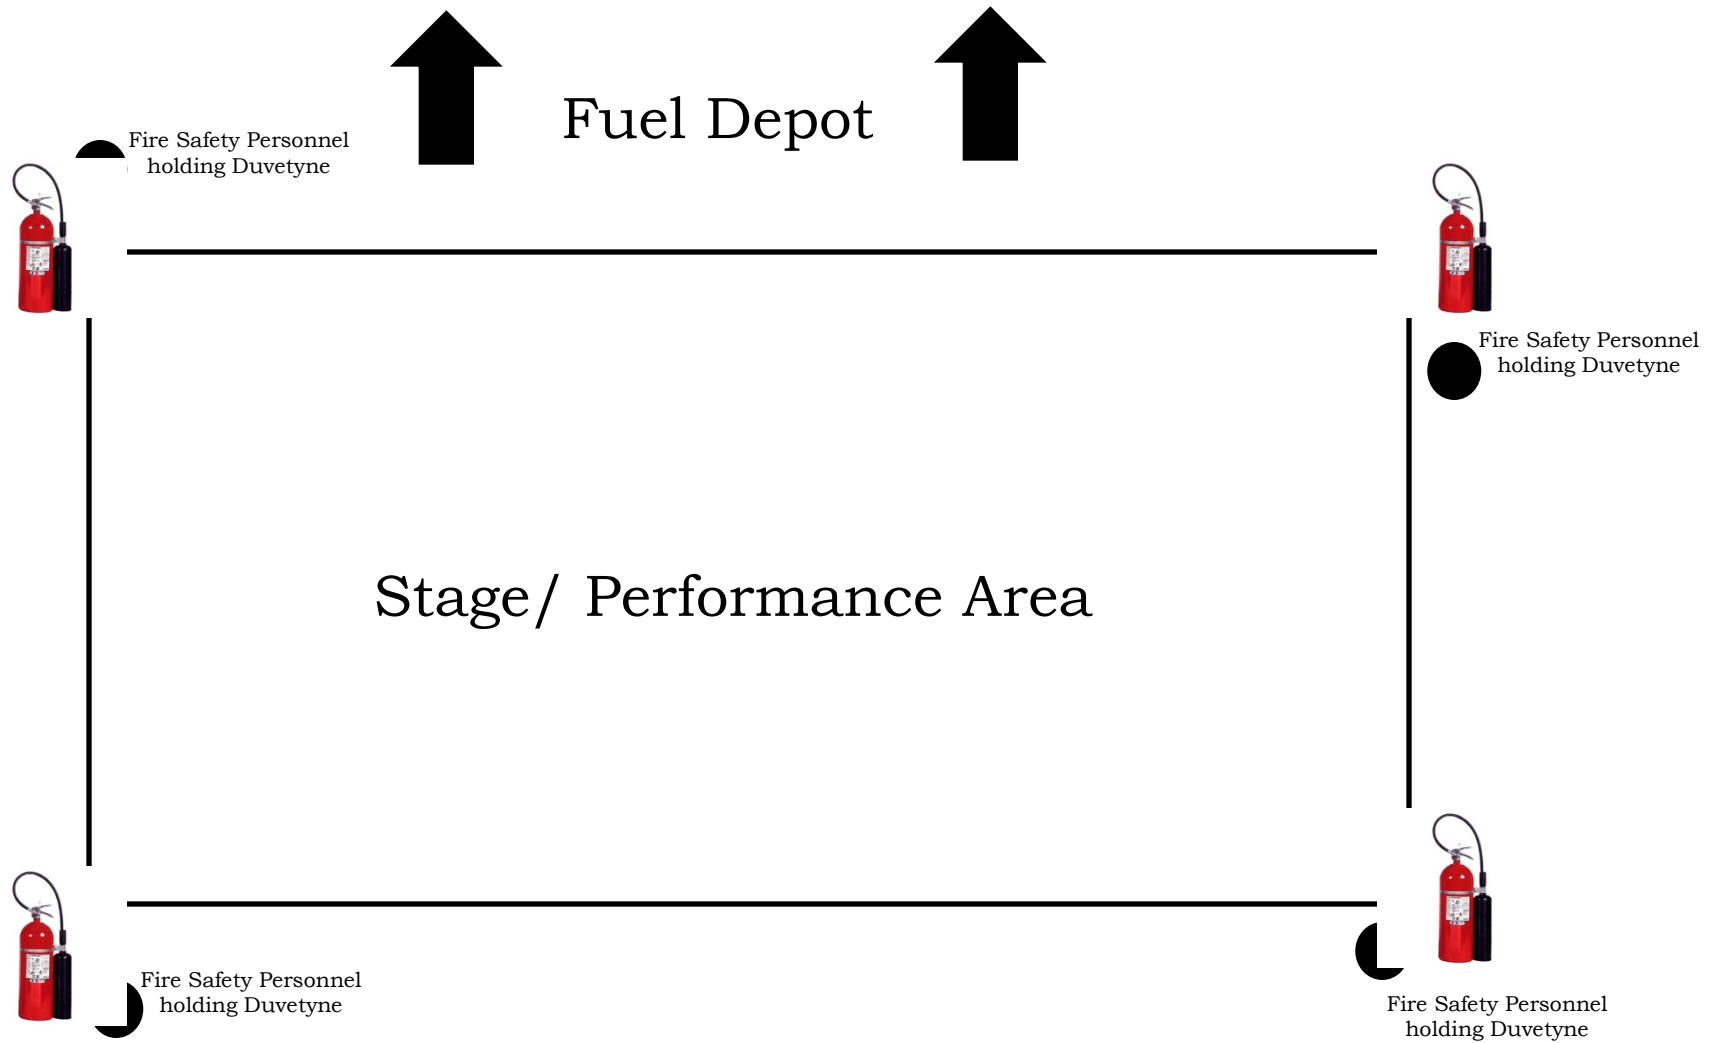 Fuel Depot
Fire Safety Personnel
holding Duvetyne
Fire Safety Personnel
holding Duvetyne
Stage/ Performance Area
Fire Safety Personnel
holding Duvetyne
Fire Safety Personnel
holding Duvetyne